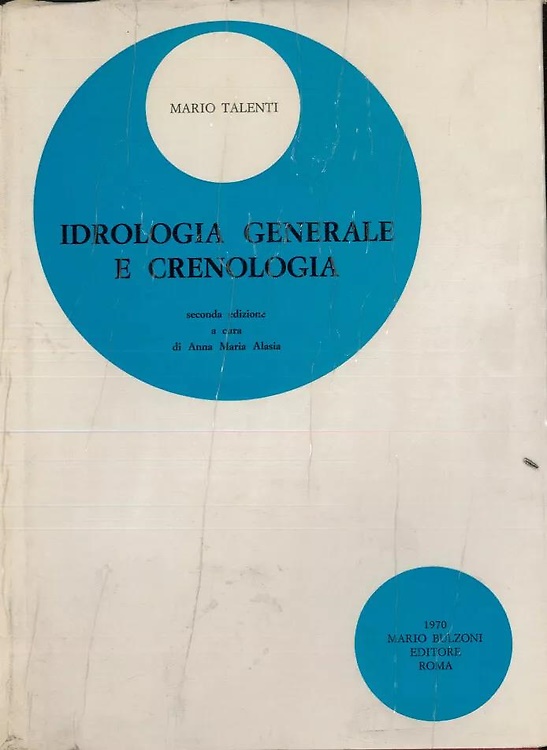 MARIO TALENTI
IDROLOGIA GENERALE
E CRENOLOGIA
seconda edizione
a cura
di Anna Maria Alasia
1970
MARIO BULZONI
EDITORE
ROMA